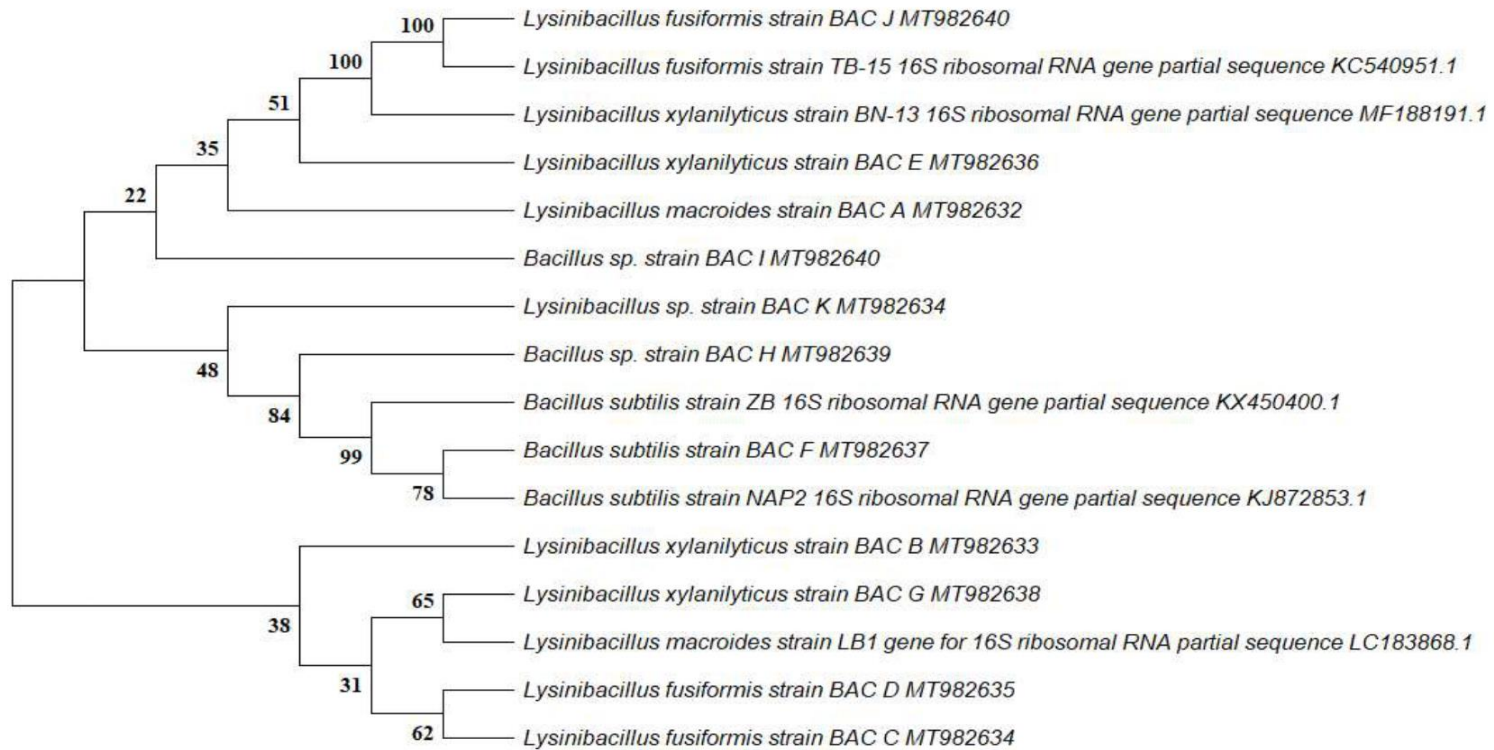 100
Lysinibacillus fusiformis strain BAC J MT982640
Lysinibacillus fusiformis strain TB-15 16S ribosomal RNA gene partial sequence KC540951.1
100
Lysinibacillus xylanilyticus strain BN-13 16S ribosomal RNA gene partial sequence MF188191.1
51
Lysinibacillus xylanilyticus strain BAC E MT982636
35
Lysinibacillus macroides strain BAC A MT982632
22
Bacillus sp. strain BAC I MT982640
Lysinibacillus sp. strain BAC K MT982634
48
Bacillus sp. strain BAC H MT982639
84
Bacillus subtilis strain ZB 16S ribosomal RNA gene partial sequence KX450400.1
99
Bacillus subtilis strain BAC F MT982637
78
Bacillus subtilis strain NAP2 16S ribosomal RNA gene partial sequence KJ872853.1
Lysinibacillus xylanilyticus strain BAC B MT982633
38
65
Lysinibacillus xylanilyticus strain BAC G MT982638
Lysinibacillus macroides strain LB1 gene for 16S ribosomal RNA partial sequence LC183868.1
31
Lysinibacillus fusiformis strain BAC D MT982635
62
Lysinibacillus fusiformis strain BAC C MT982634